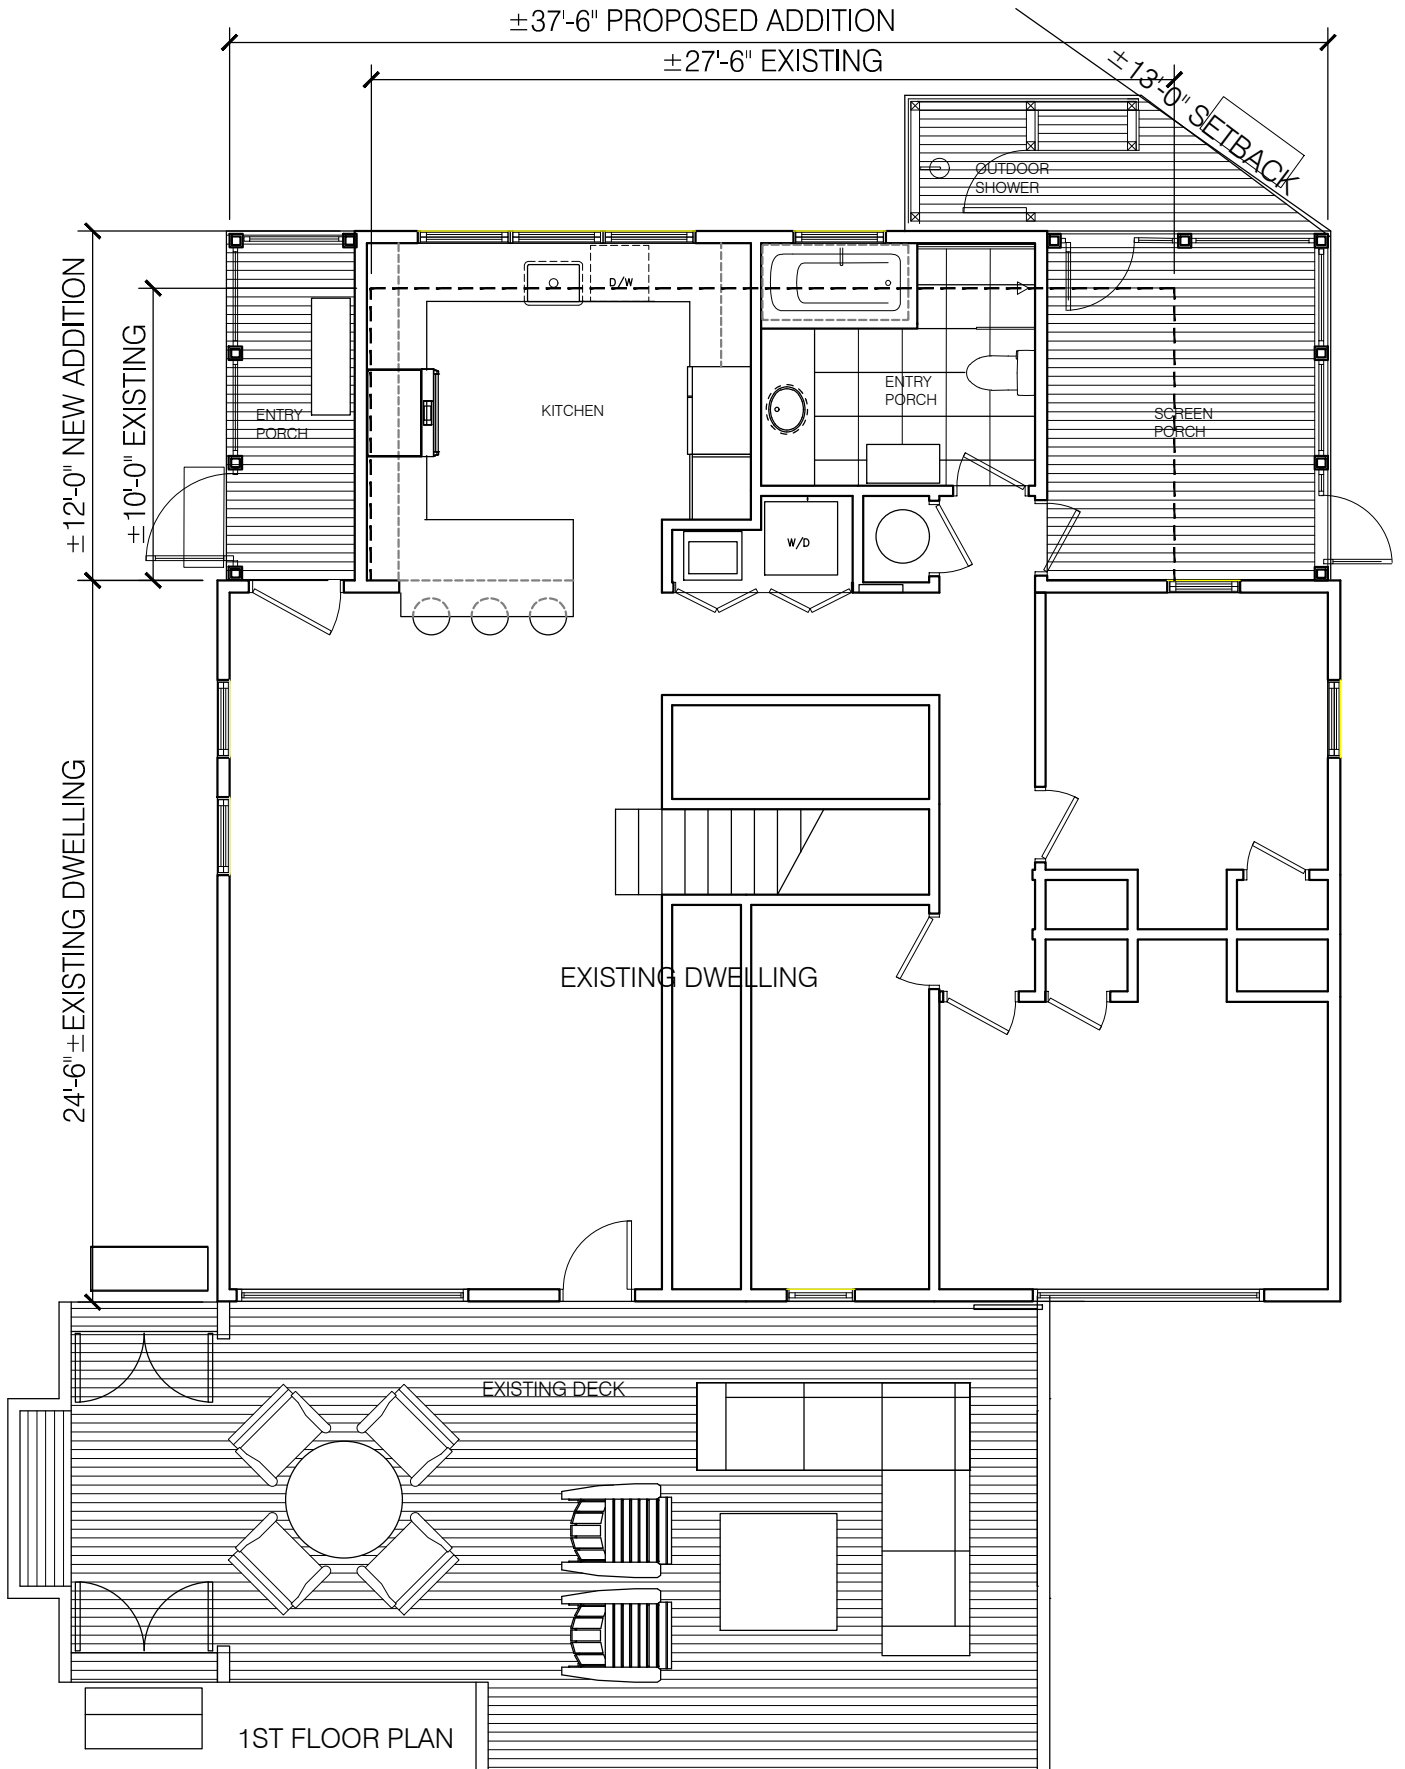 ±37'-6" PROPOSED ADDITION
±27'-6" EXISTING
±13'-0" SETBACK
OUTDOOR
SHOWER
±12'-0" NEW ADDITION
±10'-0" EXISTING
D/W
ENTRY
PORCH
KITCHEN
ENTRY
PORCH
SCREEN
PORCH
W/D
24'-6"±EXISTING DWELLING
EXISTING DWELLING
EXISTING DECK
1ST FLOOR PLAN